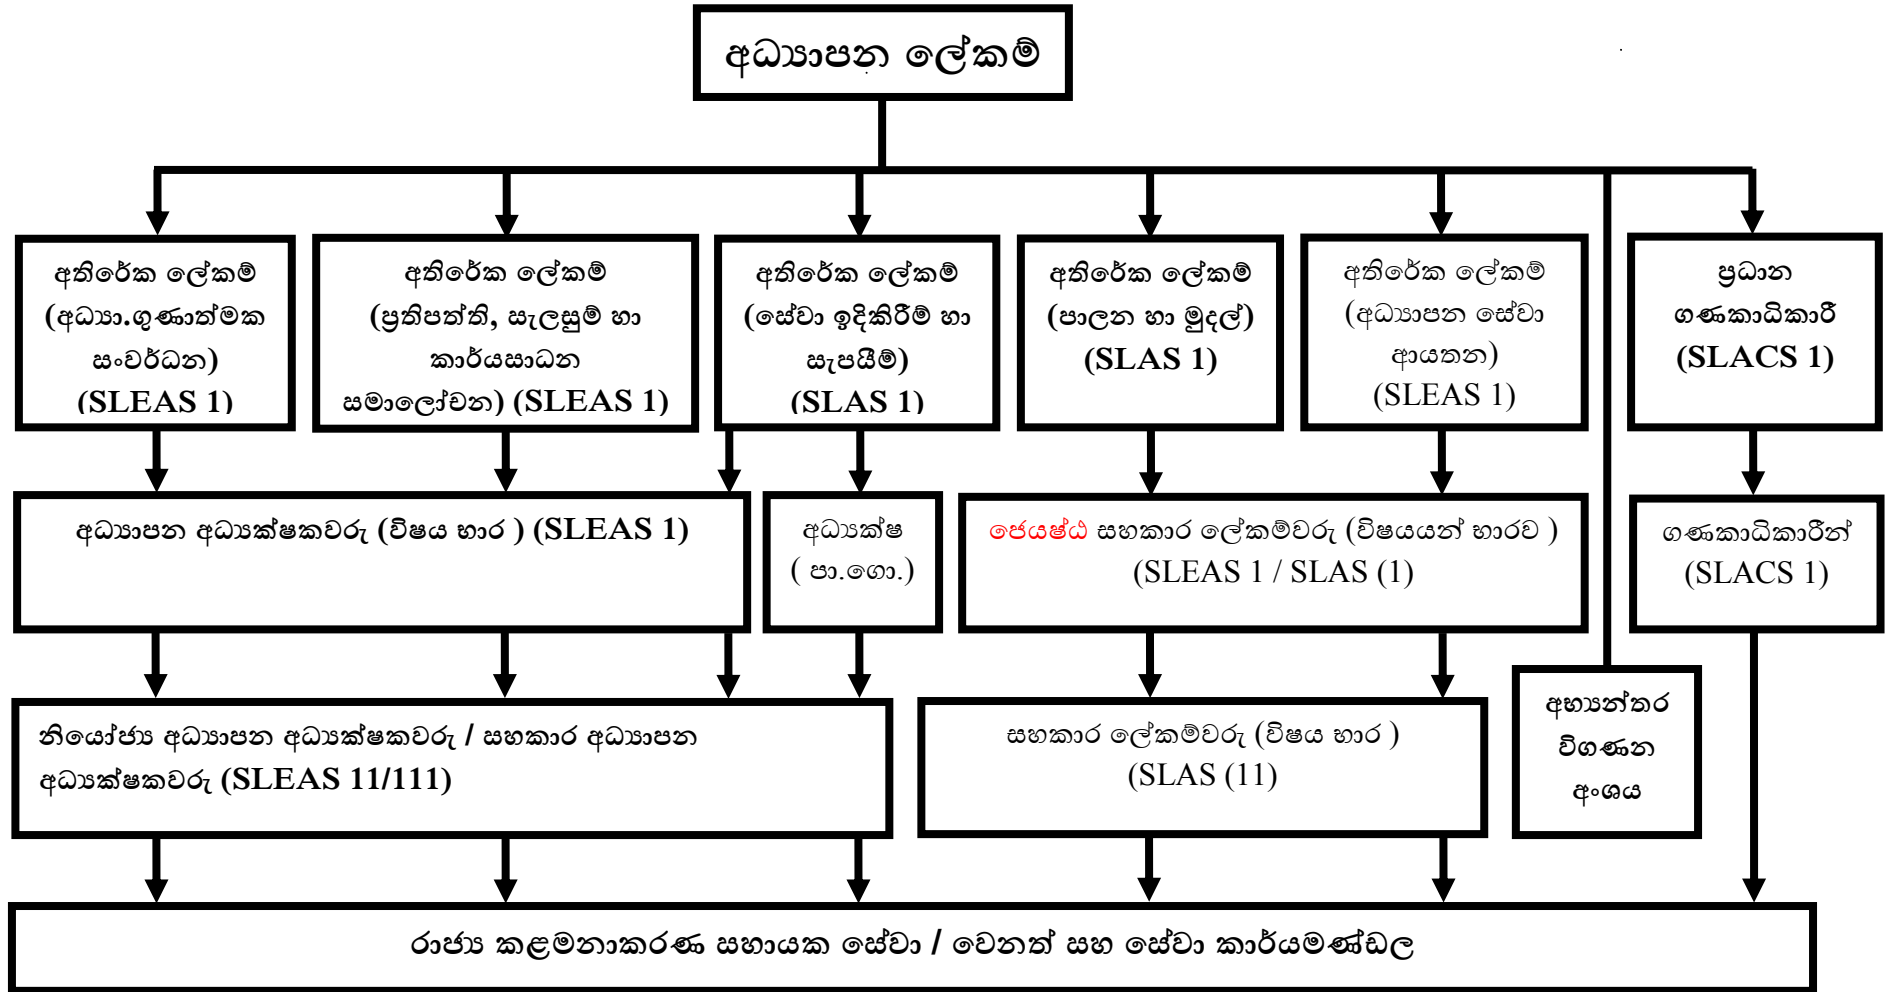 අධ්‍යාපන ලේකම්
අතිරේක ලේකම්
(අධ්‍යා.ගුණාත්මක
සංවර්ධන)
(SLEAS 1)
අතිරේක ලේකම්
(ප්‍රතිපත්ති, සැලසුම් හා
කාර්යසාධන
සමාලෝචන) (SLEAS 1)
අතිරේක ලේකම්
(සේවා ඉදිකිරීම් හා
සැපයීම්)
(SLAS 1)
අතිරේක ලේකම්
(පාලන හා මුදල්)
(SLAS 1)
අතිරේක ලේකම්
(අධ්‍යාපන සේවා
ආයතන)
(SLEAS 1)
ප්‍රධාන
ගණකාධිකාරී
(SLACS 1)
අධ්‍යාපන අධ්‍යක්ෂකවරු (විෂය භාර ) (SLEAS 1)
අධ්‍යක්ෂ
( පා.ගො.)
ජෙයෂ්ඨ සහකාර ලේකම්වරු (විෂයයන් භාරව )
(SLEAS 1 / SLAS (1)
ගණකාධිකාරීන්
(SLACS 1)
නියෝජ්‍ය අධ්‍යාපන අධ්‍යක්ෂකවරු / සහකාර අධ්‍යාපන
අධ්‍යක්ෂකවරු (SLEAS 11/111)
සහකාර ලේකම්වරු (විෂය භාර )
(SLAS (11)
අභ්‍යන්තර
විගණන
අංශය
රාජ්‍ය කළමනාකරණ සහායක සේවා / වෙනත් සහ සේවා කාර්යමණ්ඩල